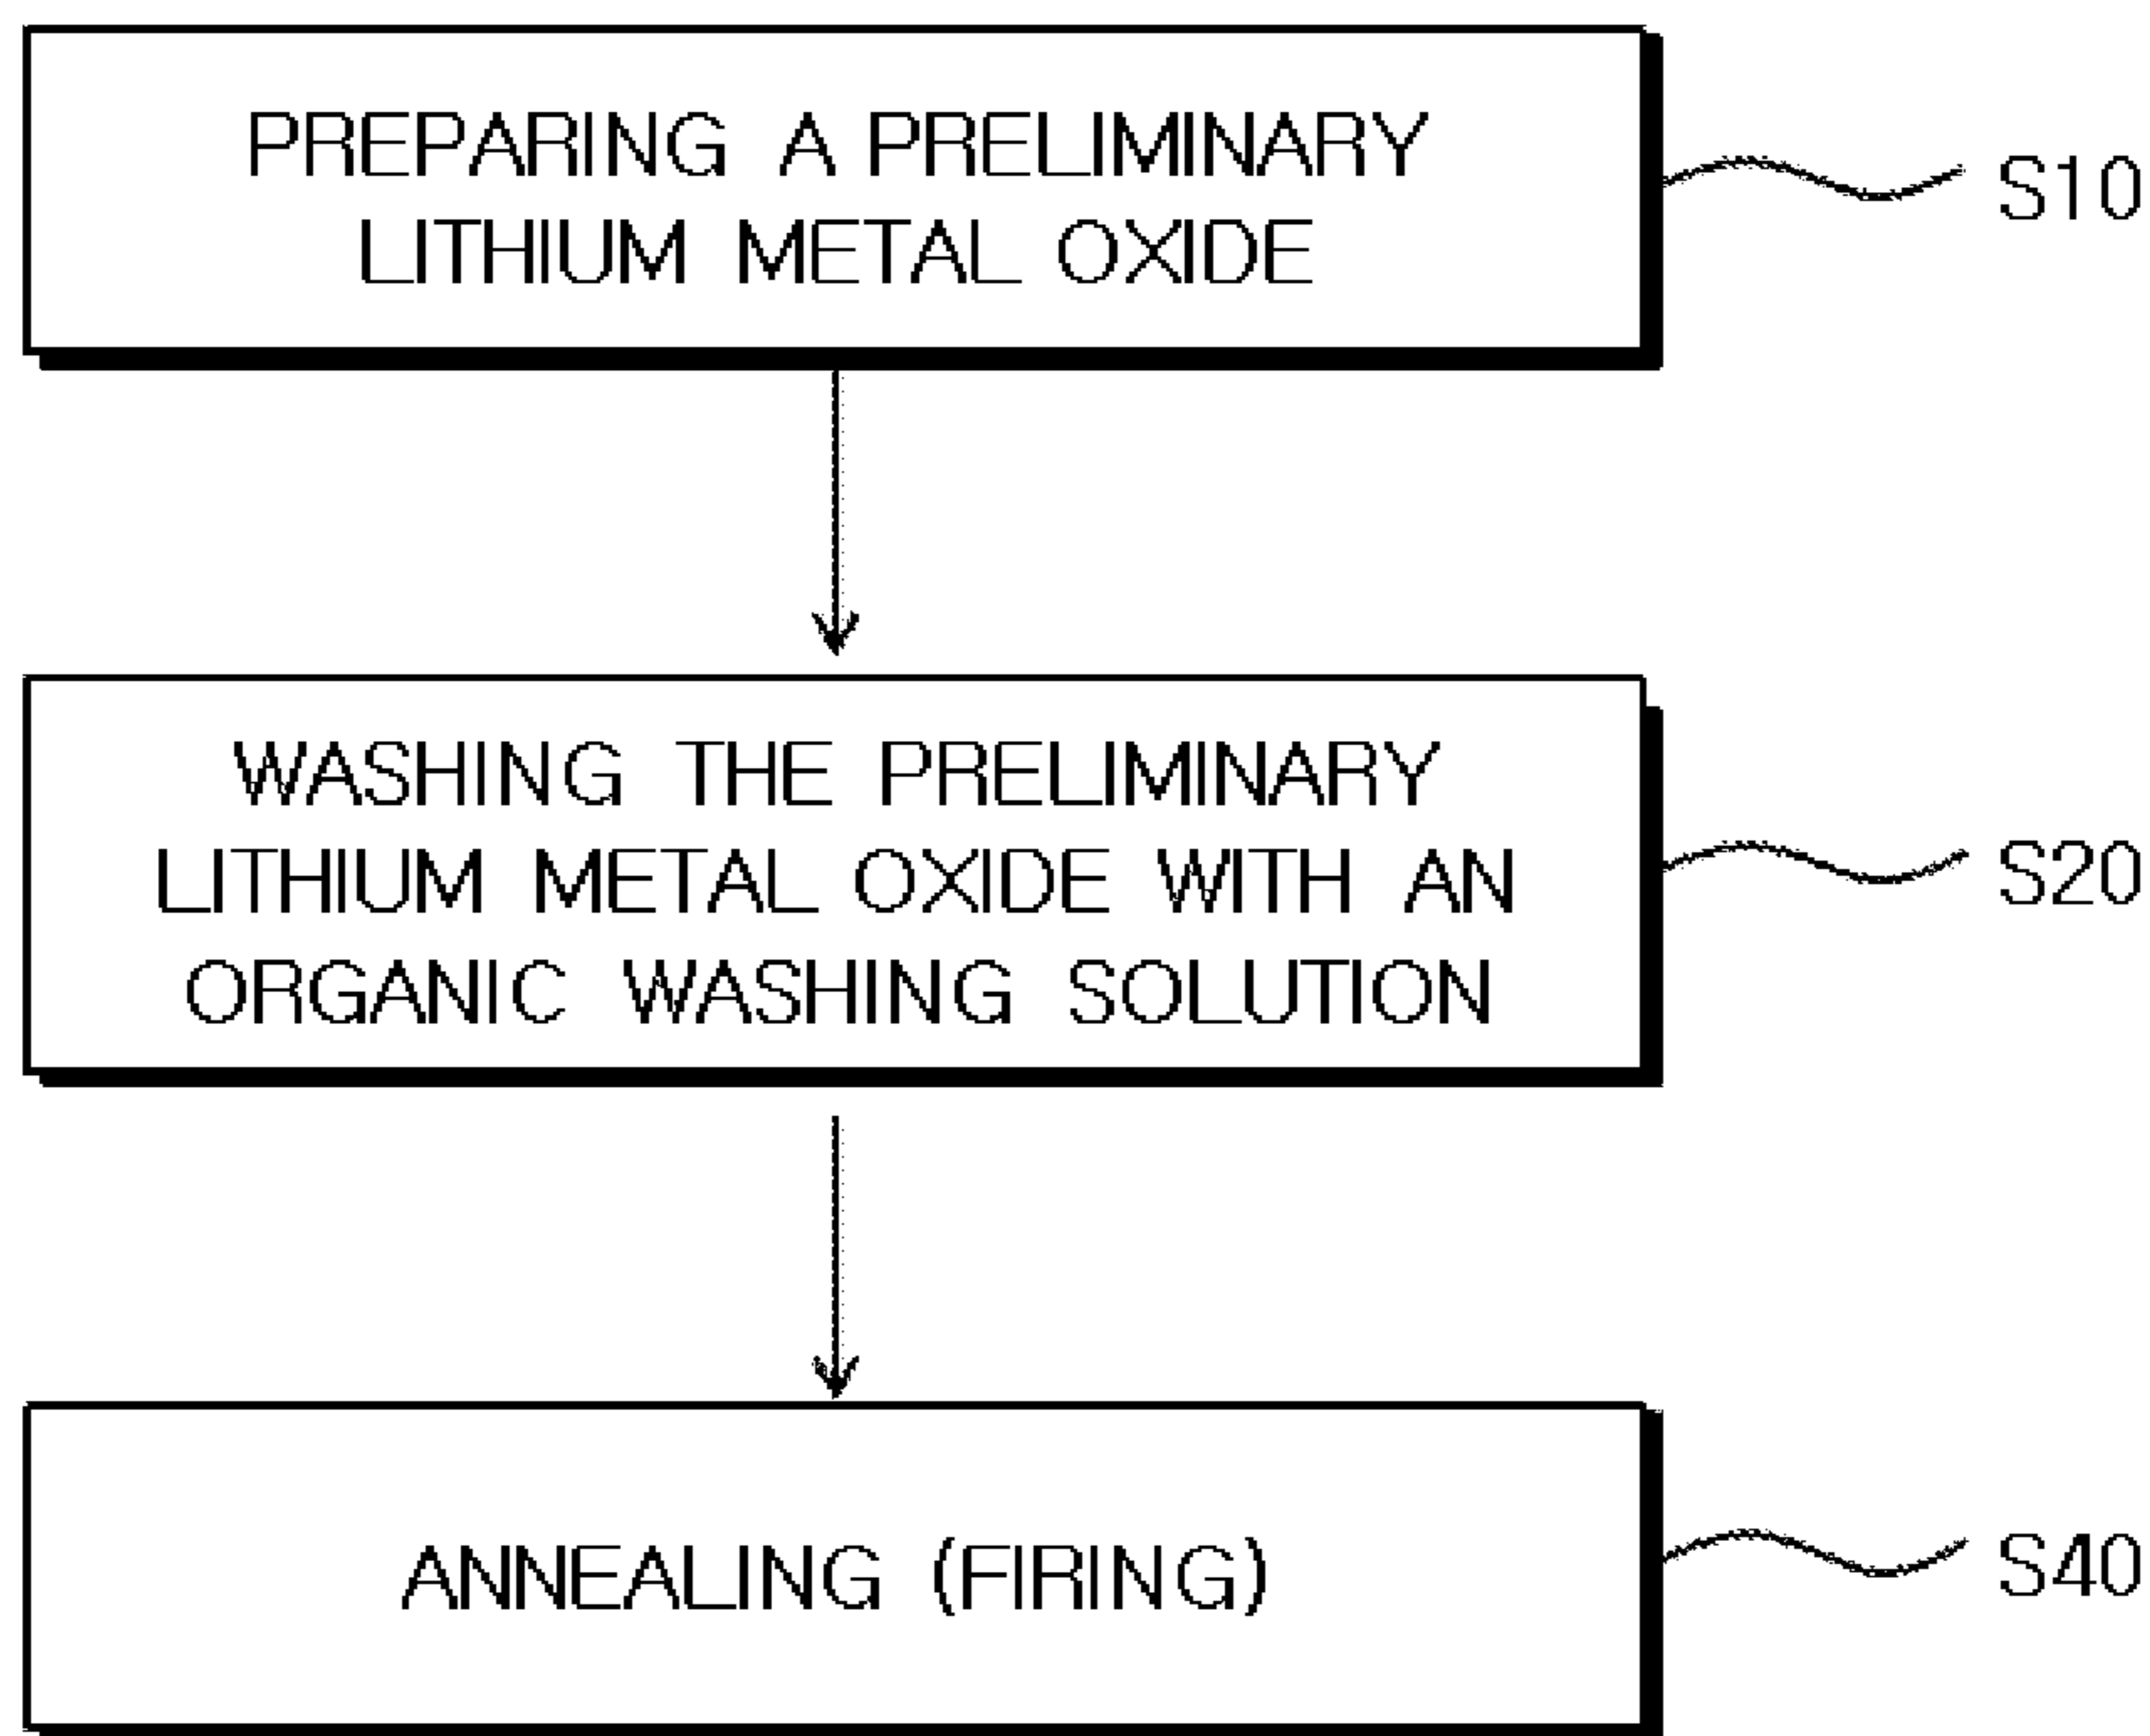 PREPARING A PRELIMINARY
LITHIUM METAL OXIDE
S10
WASHING THE PRELIMINARY
LITHIUM METAL OXIDE WITH AN
ORGANIC WASHING SOLUTION
S20
ANNEALING (FIRING)
S40